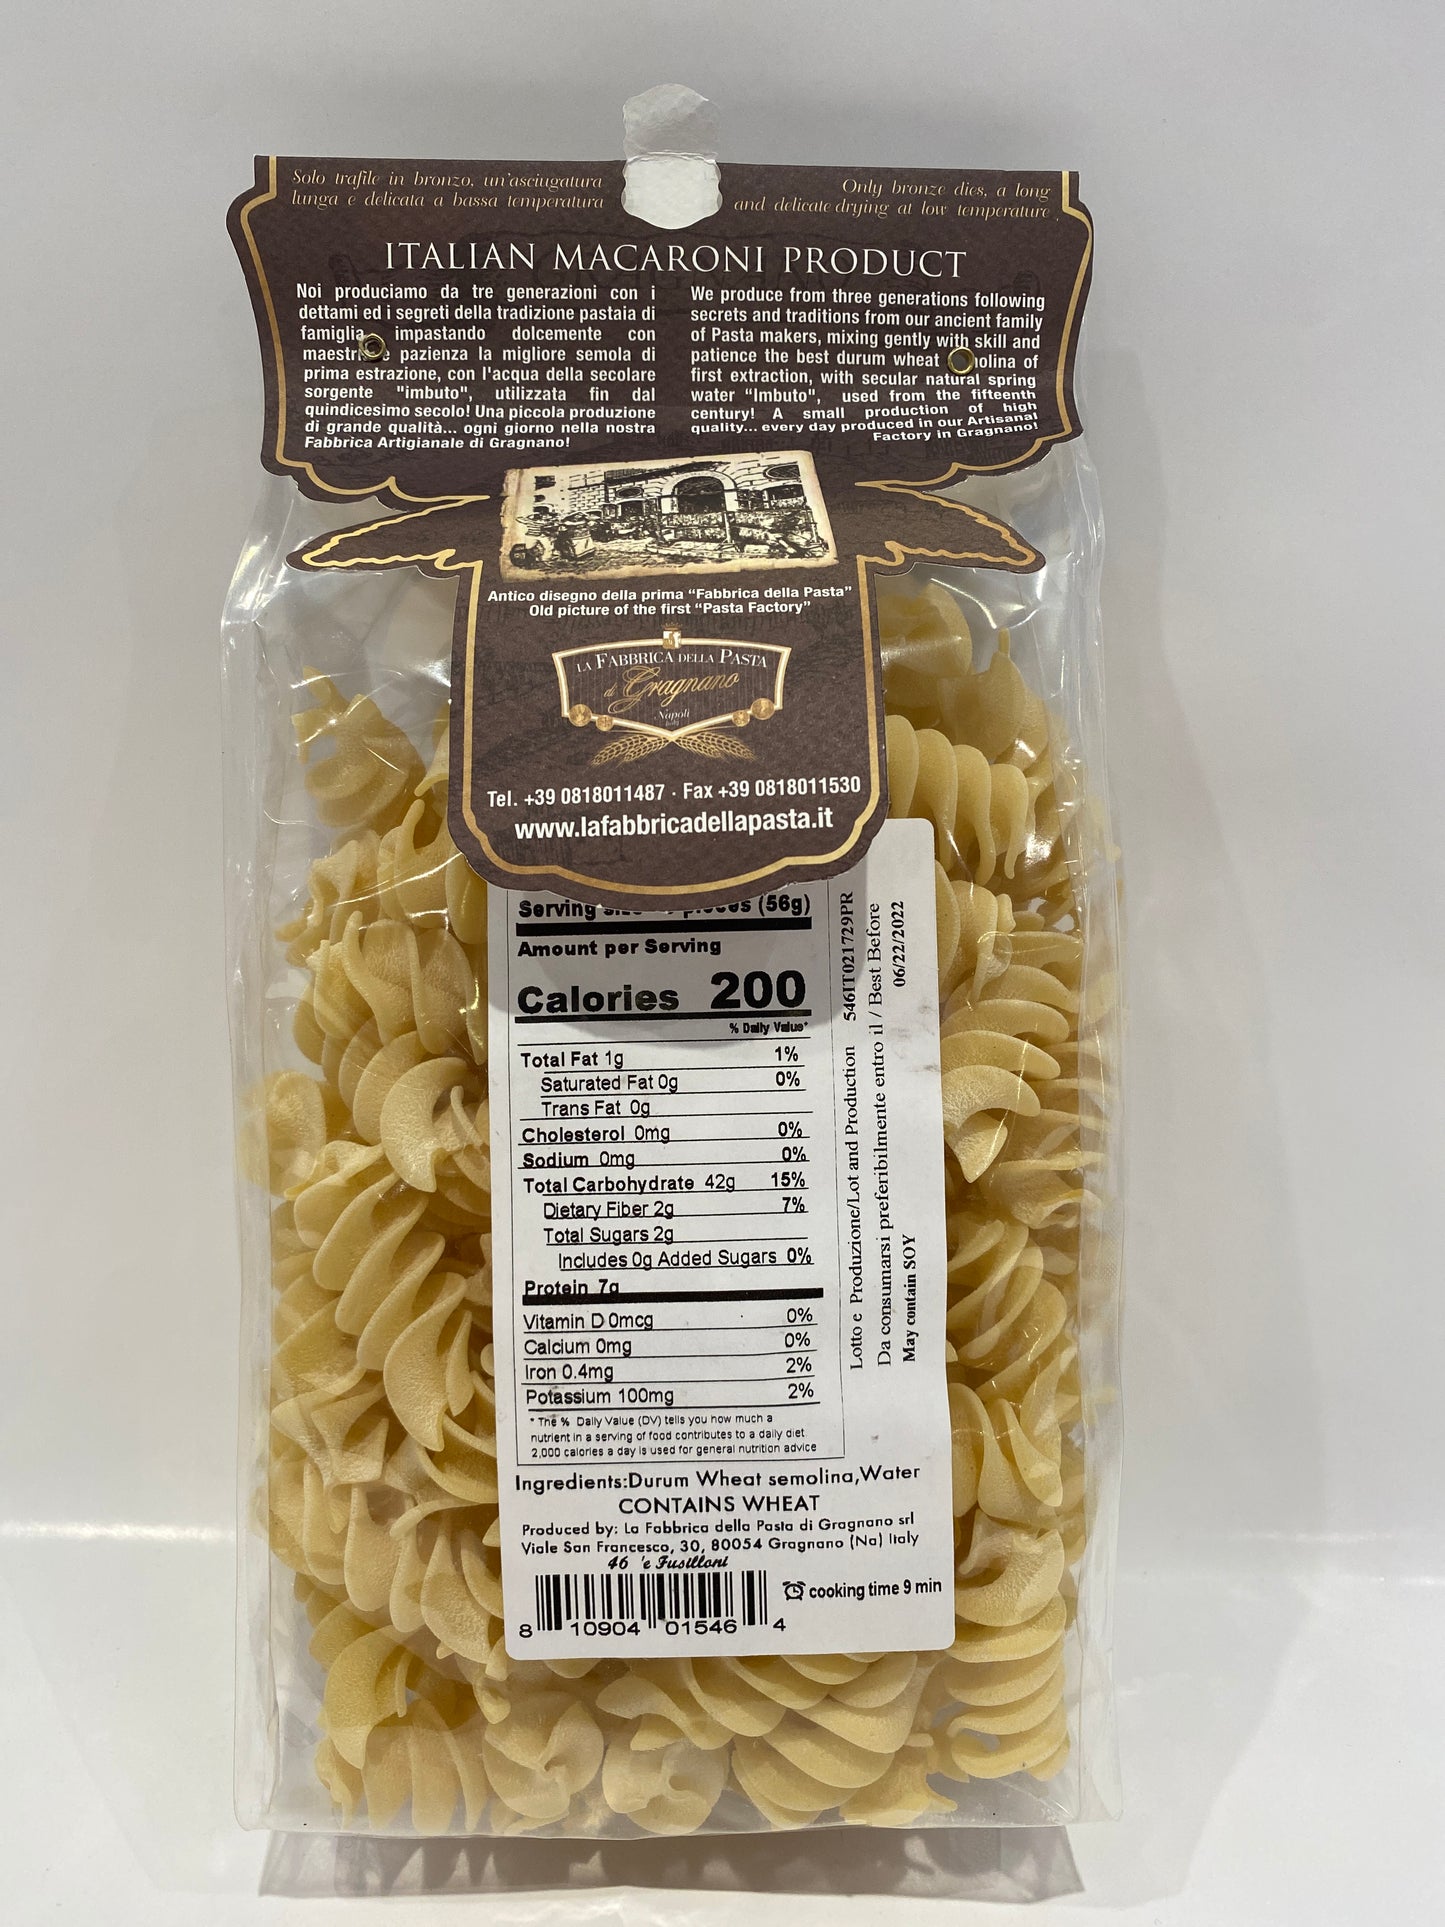 Solo trafile in bronzo, un'asciugatura
lunga e delicata a bassa temperatura
Only bronze dies, a long
and delicate drying at low temperature
ITALIAN MACARONI PRODUCT
Noi produciamo da tre generazioni con i
dettami ed i segreti della tradizione pastaia di
famiglia impastando dolcemente con
pazienza la migliore semola di
prima estrazione, con l'acqua della secolare
sorgente "imbuto", utilizzata fin dal
quindicesimo secolo! Una piccola produzione
di grande qualità... ogni giorno nella nostra
Fabbrica Artigianale di Gragnano!
We produce from three generations following
secrets and traditions from our ancient family
of Pasta makers, mixing gently with skill and
patience the best durum wheat of
first extraction, with secular natural spring
water “Imbuto", used from the fifteenth
century! A small production of high
quality... every day produced in our Artisanal
Factory in Gragnano!
Antico disegno della prima “Fabbrica della Pasta”
Old picture of the first “Pasta Factory”
LA FABBRICA DELLA PASTA
di Gragnano
Napoli
Tel. +39 0818011487 · Fax +39 0818011530
www.lafabbricadellapasta.it
Serving (56g)
Amount per Serving
Calories 200
% Daily Value*
Total Fat 1g 1%
Saturated Fat 0g 0%
Trans Fat 0g
Cholesterol 0mg 0%
Sodium 0mg 0%
Total Carbohydrate 42g 15%
Dietary Fiber 2g 7%
Total Sugars 2g
Includes 0g Added Sugars 0%
Protein 7g
Vitamin D 0mcg 0%
Calcium 0mg 0%
Iron 0.4mg 2%
Potassium 100mg 2%
* The % Daily Value (DV) tells you how much a
nutrient in a serving of food contributes to a daily diet
2,000 calories a day is used for general nutrition advice
Lotto e Produzione/Lot and Production 546IT021729PR
Da consumarsi preferibilmente entro il / Best Before
06/22/2022
May contain SOY
Ingredients:Durum Wheat semolina,Water
CONTAINS WHEAT
Produced by: La Fabbrica della Pasta di Gragnano srl
Viale San Francesco, 30, 80054 Gragnano (Na) Italy
46 'e Fusilloni
cooking time 9 min
8 10904 01546 4